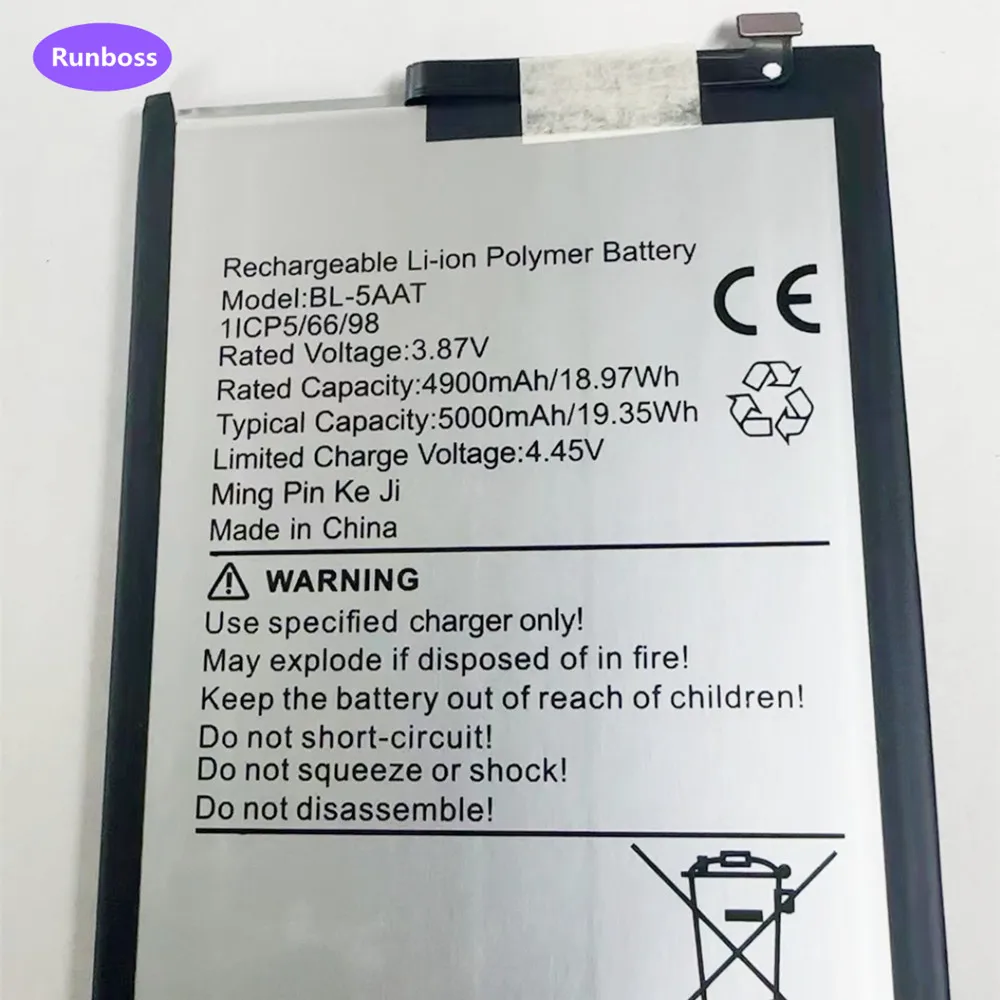 Runboss
Rechargeable Li-ion Polymer Battery
Model:BL-5AAT
1ICP5/66/98
Rated Voltage:3.87V
Rated Capacity:4900mAh/18.97Wh
Typical Capacity:5000mAh/19.35Wh
Limited Charge Voltage:4.45V
Ming Pin Ke Ji
Made in China
CE
WARNING
Use specified charger only!
May explode if disposed of in fire!
Keep the battery out of reach of children!
Do not short-circuit!
Do not squeeze or shock!
Do not disassemble!